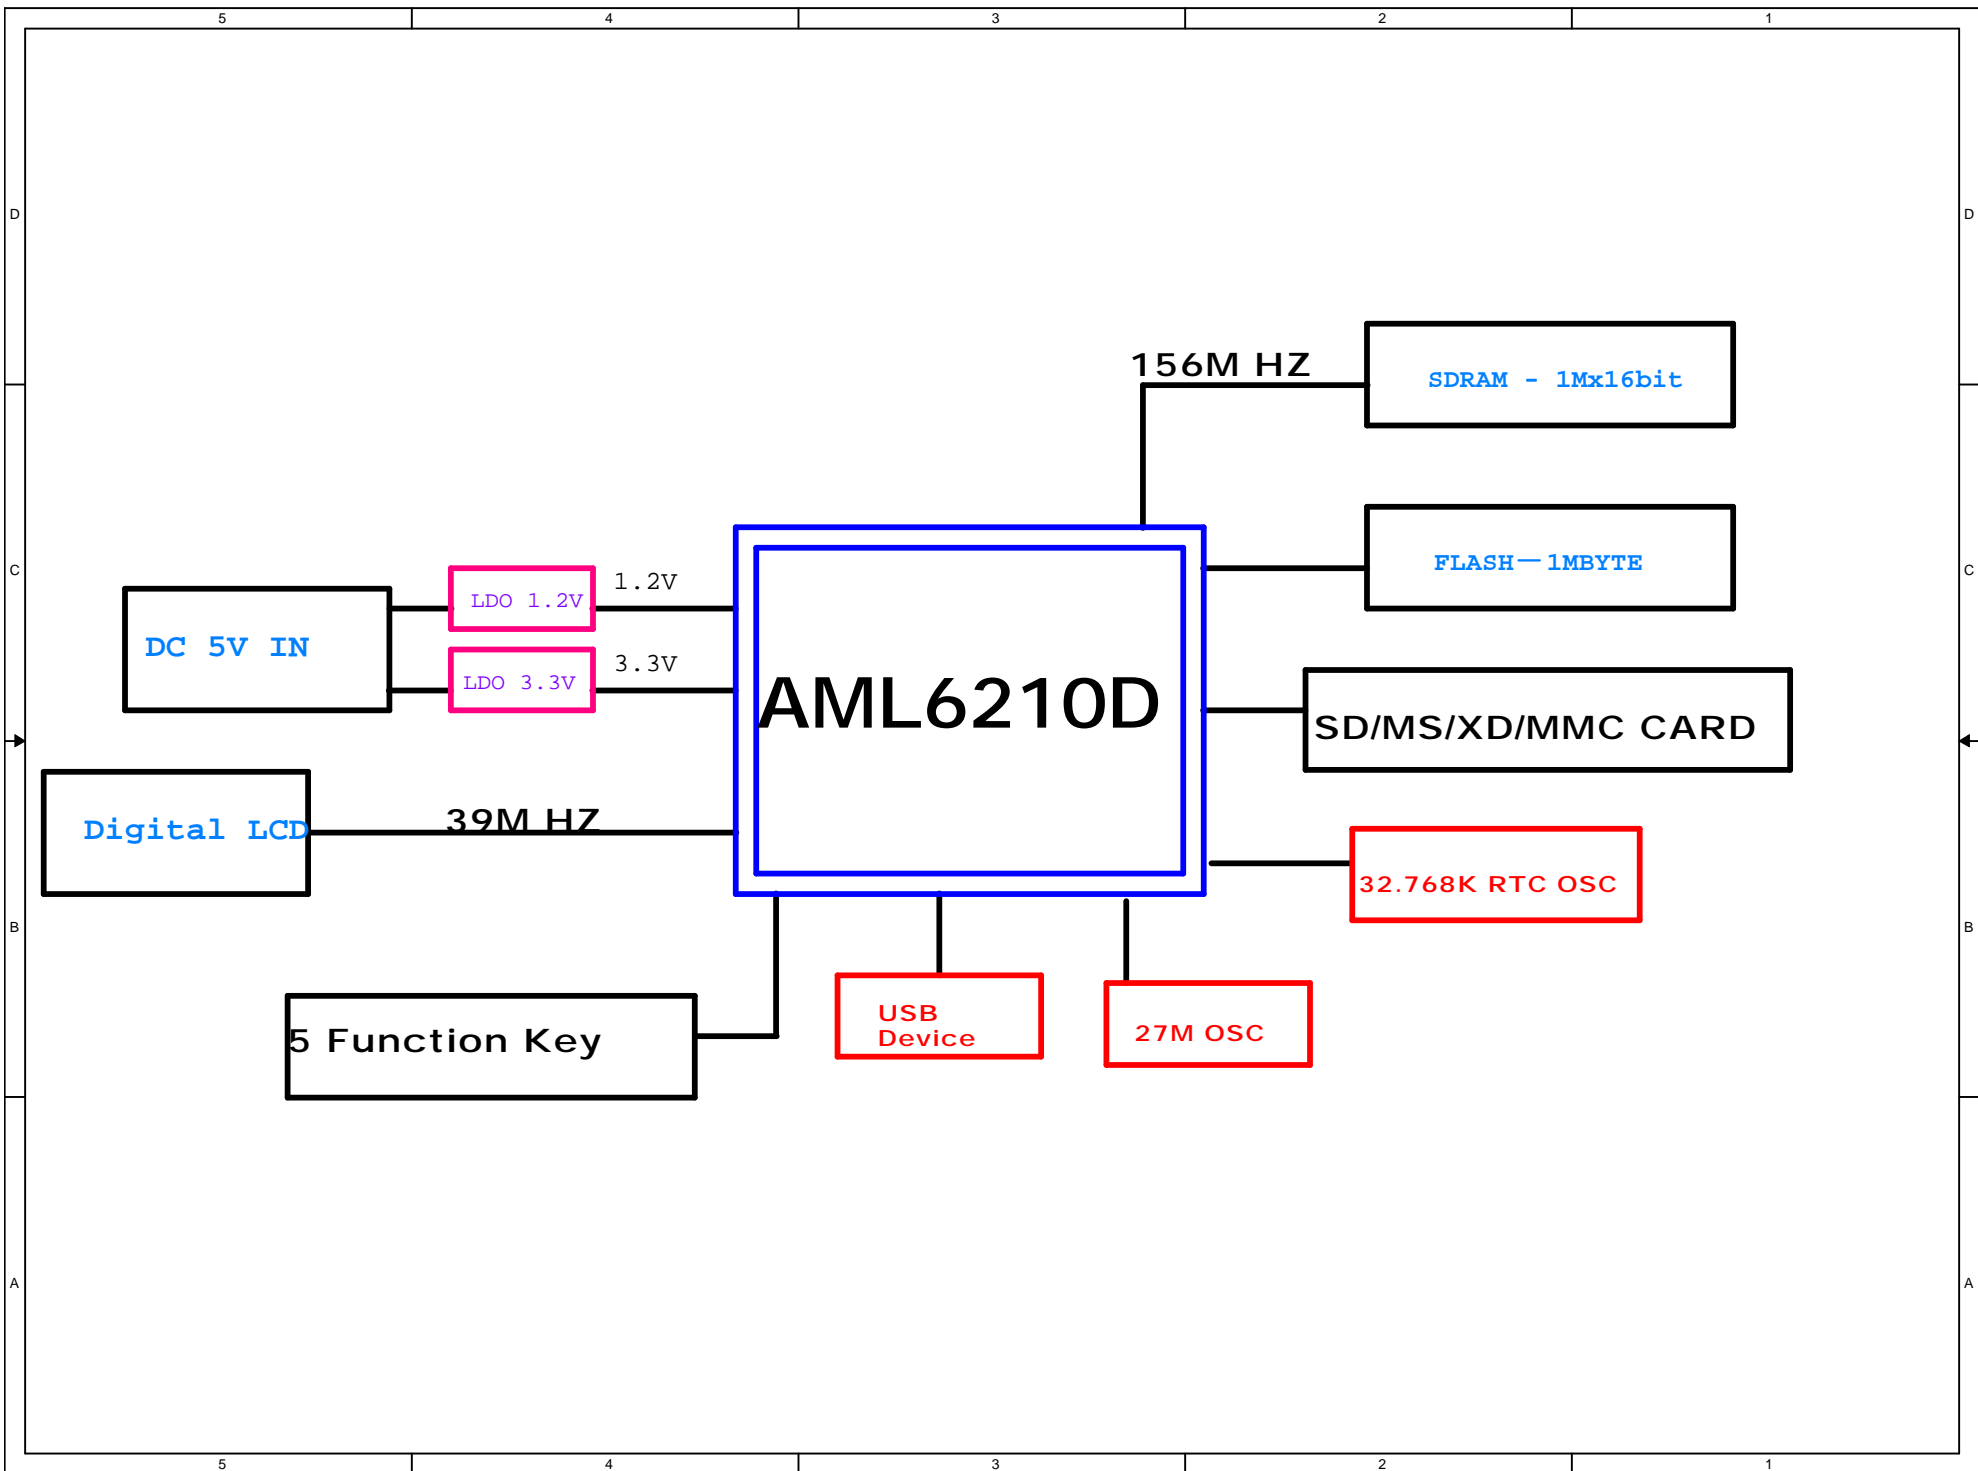 5 4 3 2 1
D D
156M HZ
SDRAM - 1Mx16bit
FLASH—1MBYTE
C C
1.2V
LDO 1.2V
DC 5V IN
3.3V
LDO 3.3V
AML6210D
SD/MS/XD/MMC CARD
Digital LCD
39M HZ
32.768K RTC OSC
B B
5 Function Key
USB
Device
27M OSC
A A
5 4 3 2 1